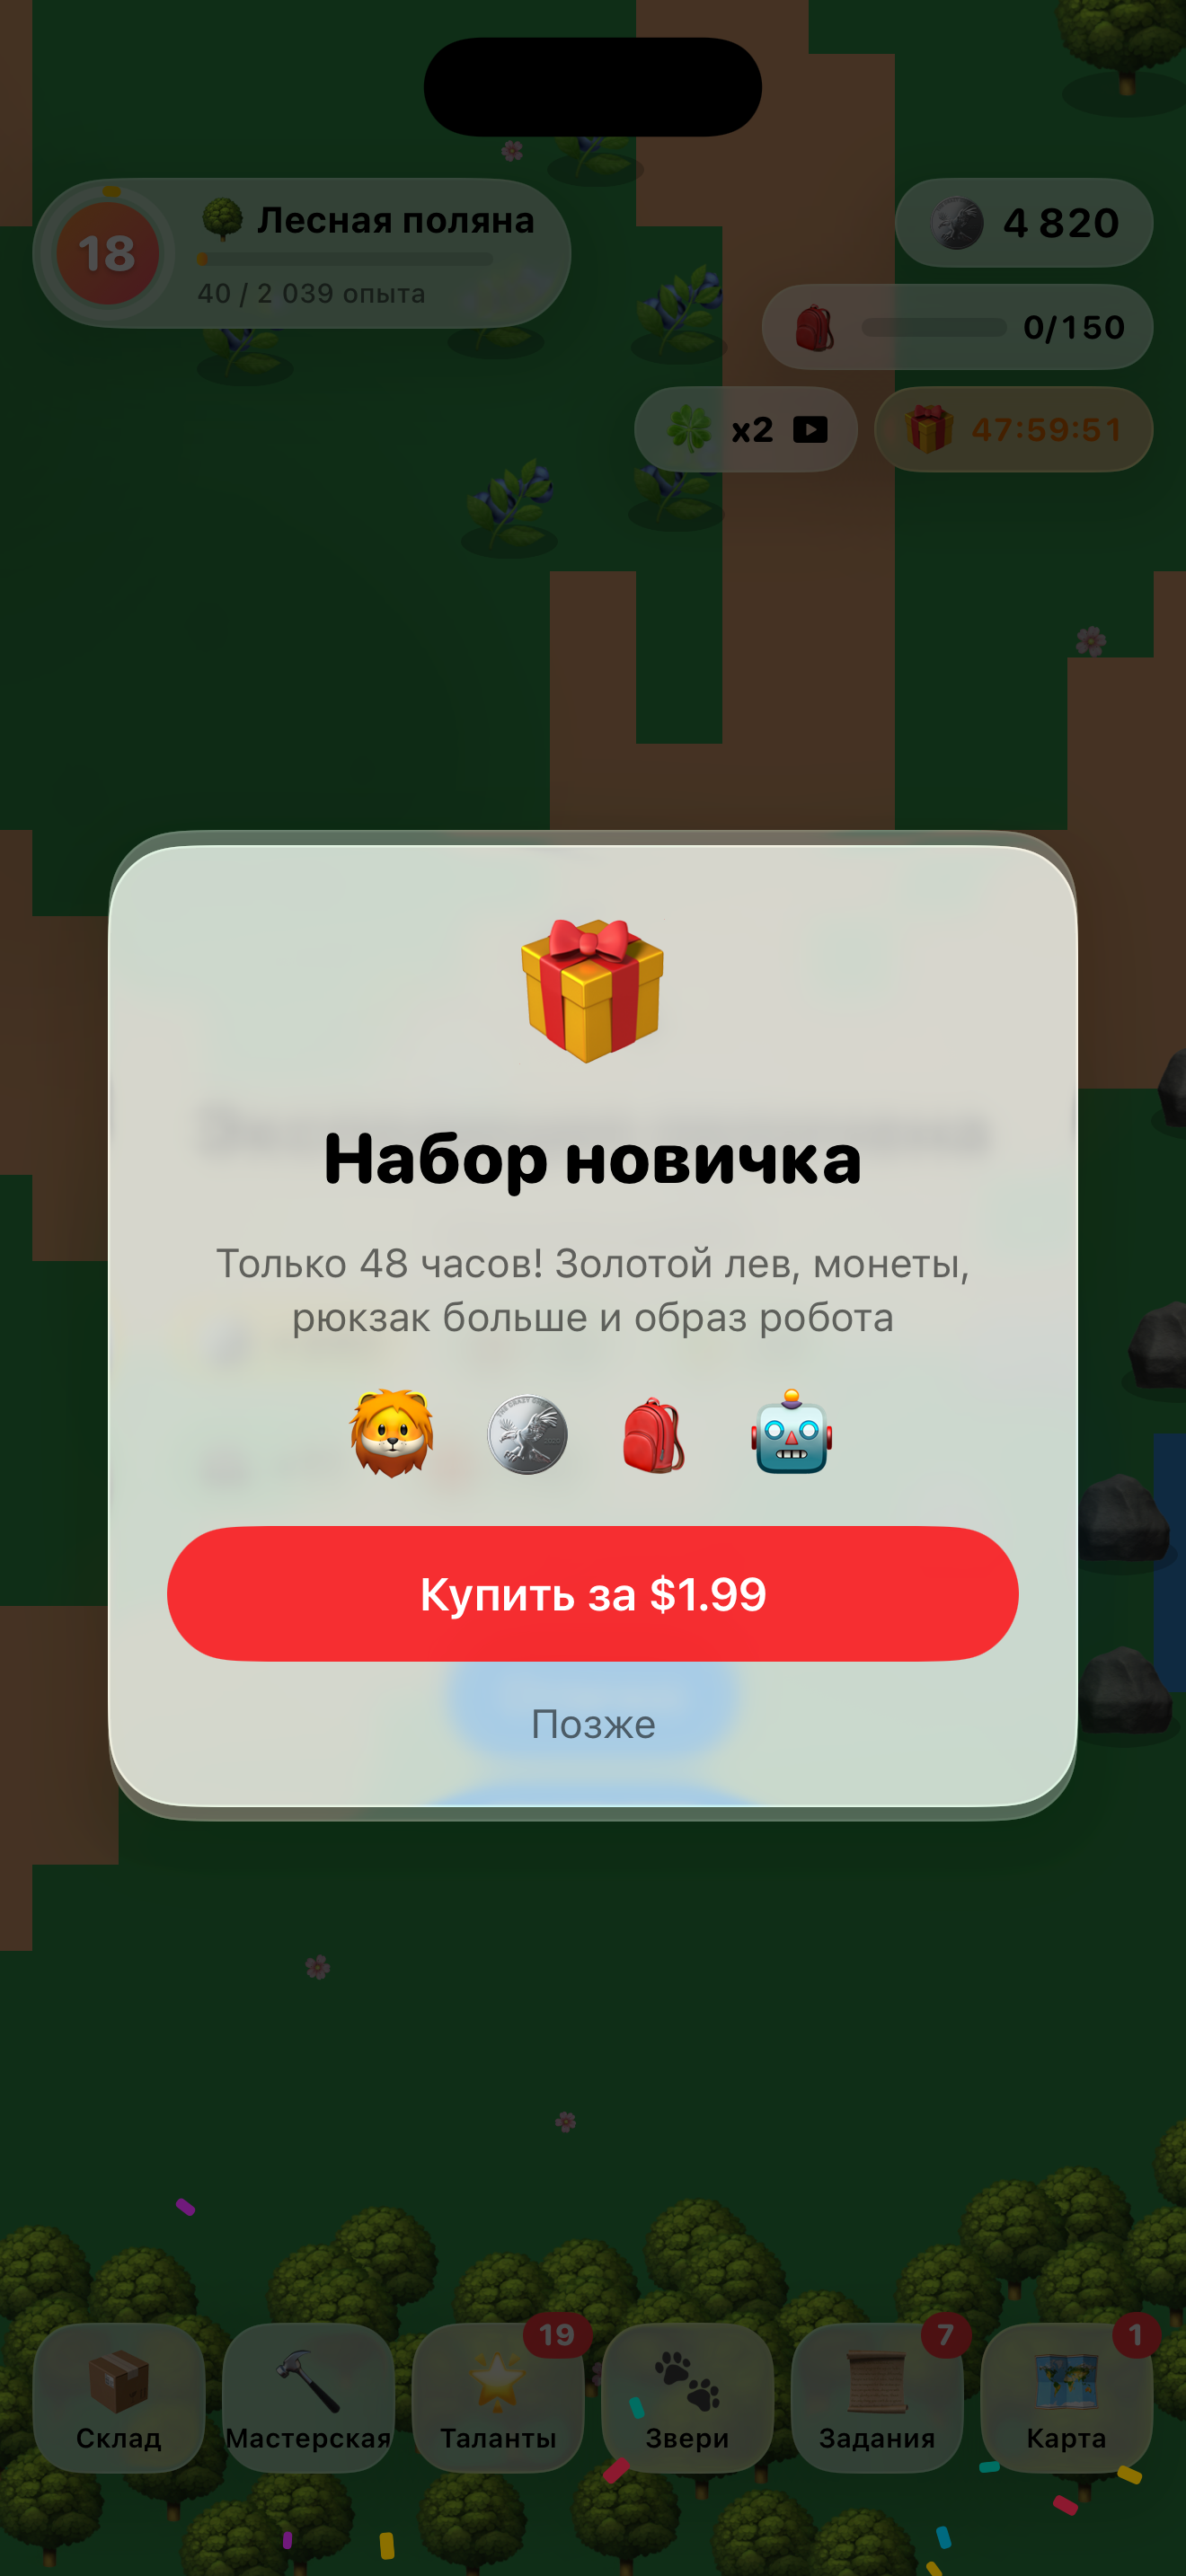 18
Лесная поляна
40 / 2 039 опыта
4 820
0/150
x2
47:59:51
Набор новичка
Только 48 часов! Золотой лев, монеты,
рюкзак больше и образ робота
Купить за $1.99
Позже
19
7
1
Склад
Мастерская
Таланты
Звери
Задания
Карта